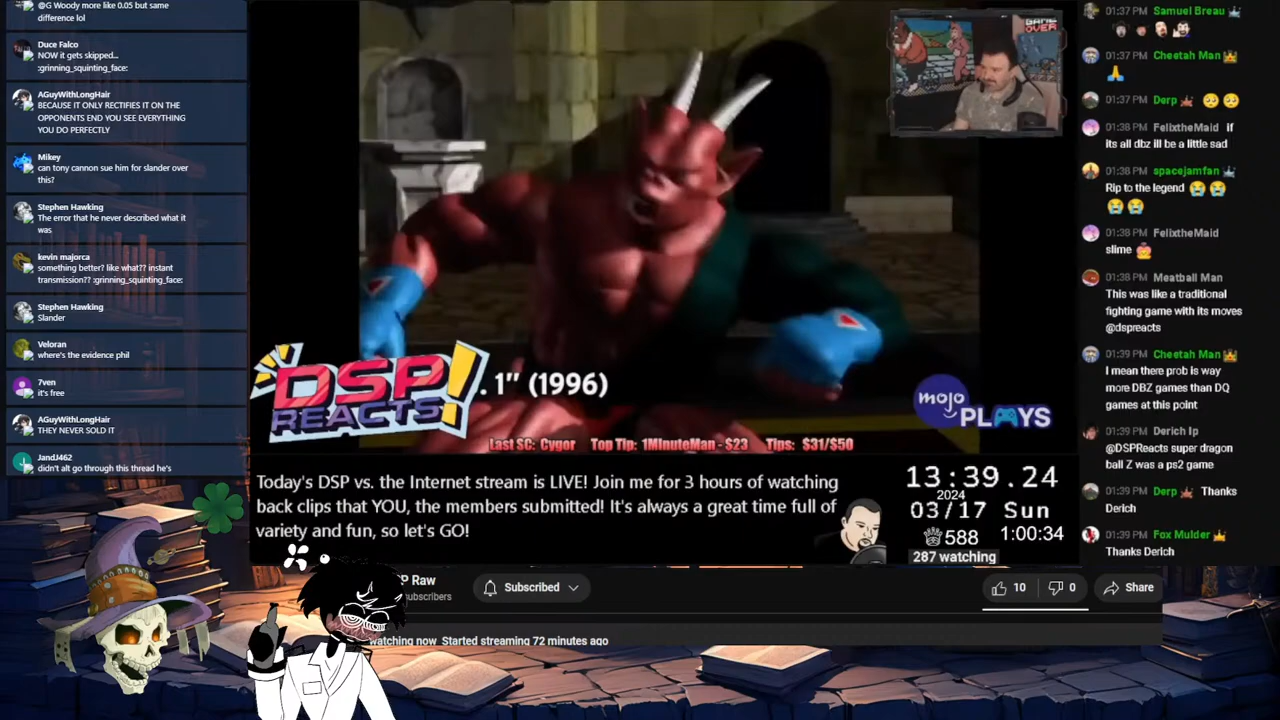 @G Woody more like 0.05 but same
difference lol
Duce Falco
NOW it gets skipped...
:grinning_squinting_face:
AGuyWithLongHair
BECAUSE IT ONLY RECTIFIES IT ON THE
OPPONENTS END YOU SEE EVERYTHING
YOU DO PERFECTLY
Mikey
can tony cannon sue him for slander over
this?
Stephen Hawking
The error that he never described what it
was
kevin majorca
something better? like what?? instant
transmission?? :grinning_squinting_face:
Stephen Hawking
Slander
Veloran
where's the evidence phil
7ven
it's free
AGuyWithLongHair
THEY NEVER SOLD IT
JandJ462
didn't alt go through this thread he's
GAME
OVER
DSP
REACTS!
. 1" (1996)
mojo
PLAYS
Last SC: Cygor Top Tip: 1MinuteMan - $23 Tips: $31/$50
Today's DSP vs. the Internet stream is LIVE! Join me for 3 hours of watching
back clips that YOU, the members submitted! It's always a great time full of
variety and fun, so let's GO!
13:39.24
2024
03/17 Sun
588 1:00:34
287 watching
SP Raw
subscribers
Subscribed
10
0
Share
watching now Started streaming 72 minutes ago
01:37 PM Samuel Breau
01:37 PM Cheetah Man
01:37 PM Derp
01:38 PM FelixtheMaid if
its all dbz ill be a little sad
01:38 PM spacejamfan
Rip to the legend
01:38 PM FelixtheMaid
slime
01:38 PM Meatball Man
This was like a traditional
fighting game with its moves
@dspreacts
01:39 PM Cheetah Man
I mean there prob is way
more DBZ games than DQ
games at this point
01:39 PM Derich Ip
@DSPReacts super dragon
ball Z was a ps2 game
01:39 PM Derp Thanks
Derich
01:39 PM Fox Mulder
Thanks Derich